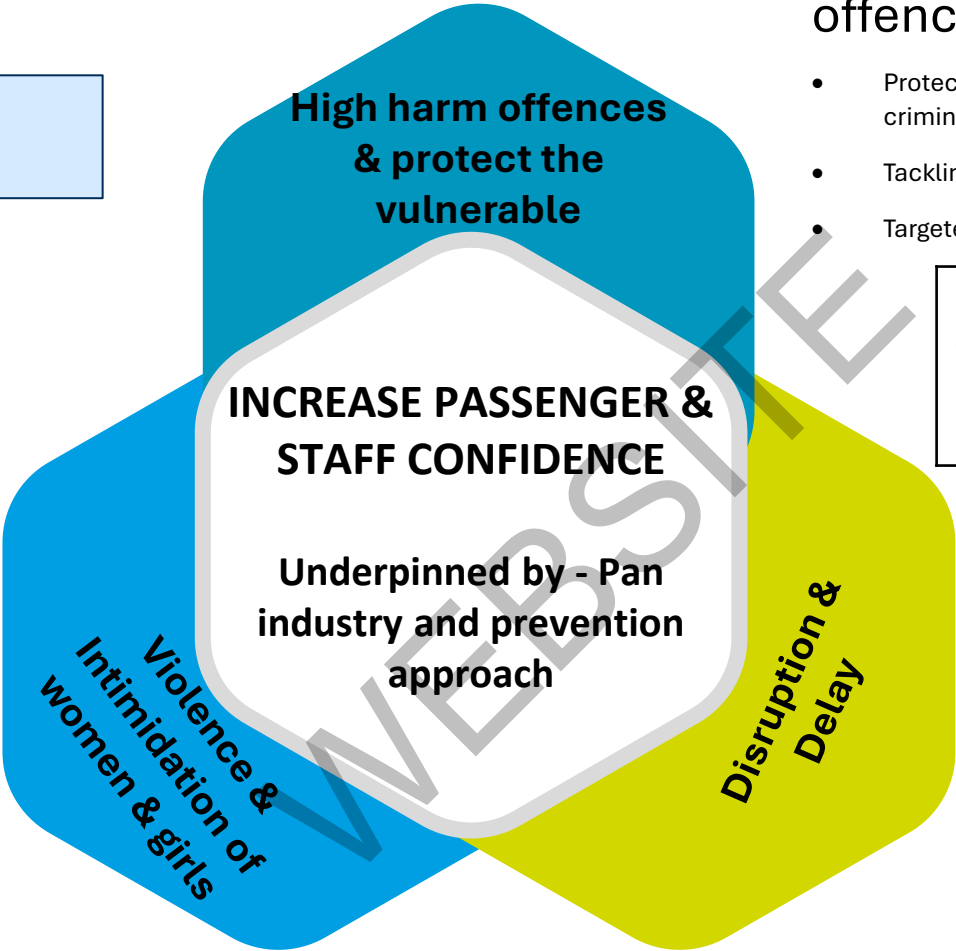 High harm offences
& protect the
vulnerable
INCREASE PASSENGER &
STAFF CONFIDENCE
Underpinned by - Pan
industry and prevention
approach
Violence &
Intimidation of
women & girls
Disruption &
Delay
offenc
• Protec
crimin
• Tacklin
• Targete
WEBSITE